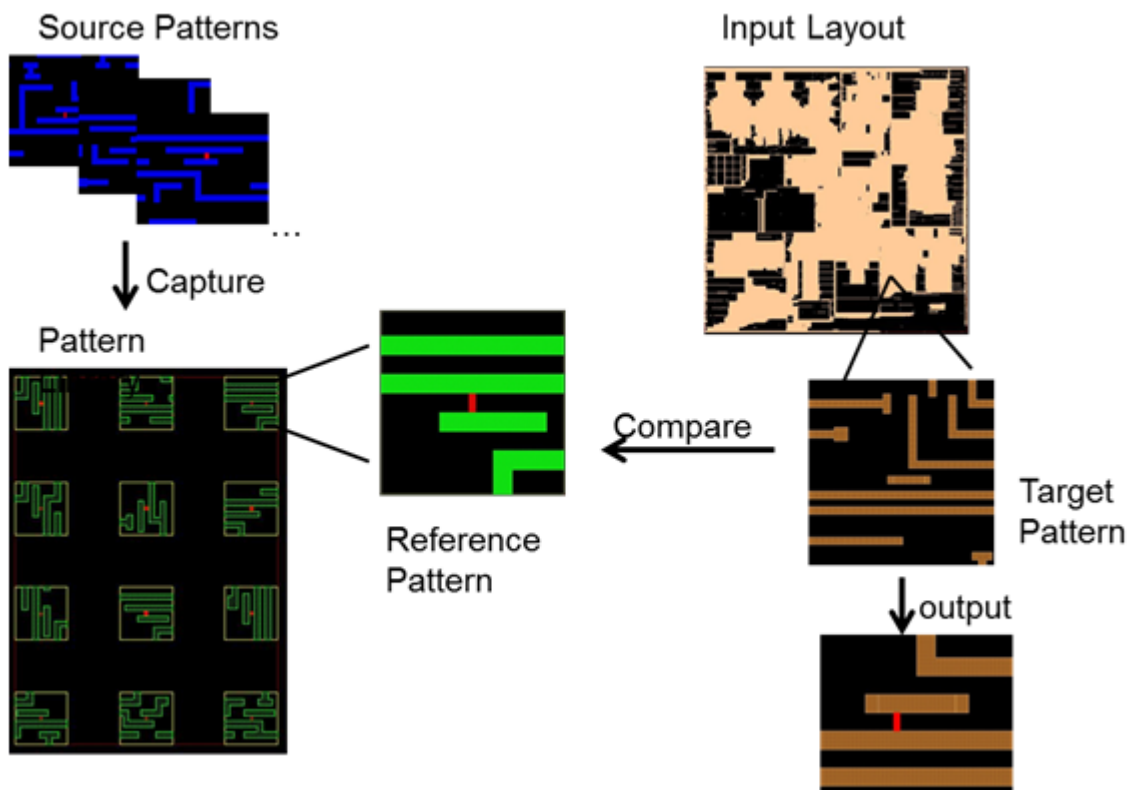 Source Patterns
Input Layout
...
Capture
Pattern
Compare
Target
Pattern
Reference
Pattern
output